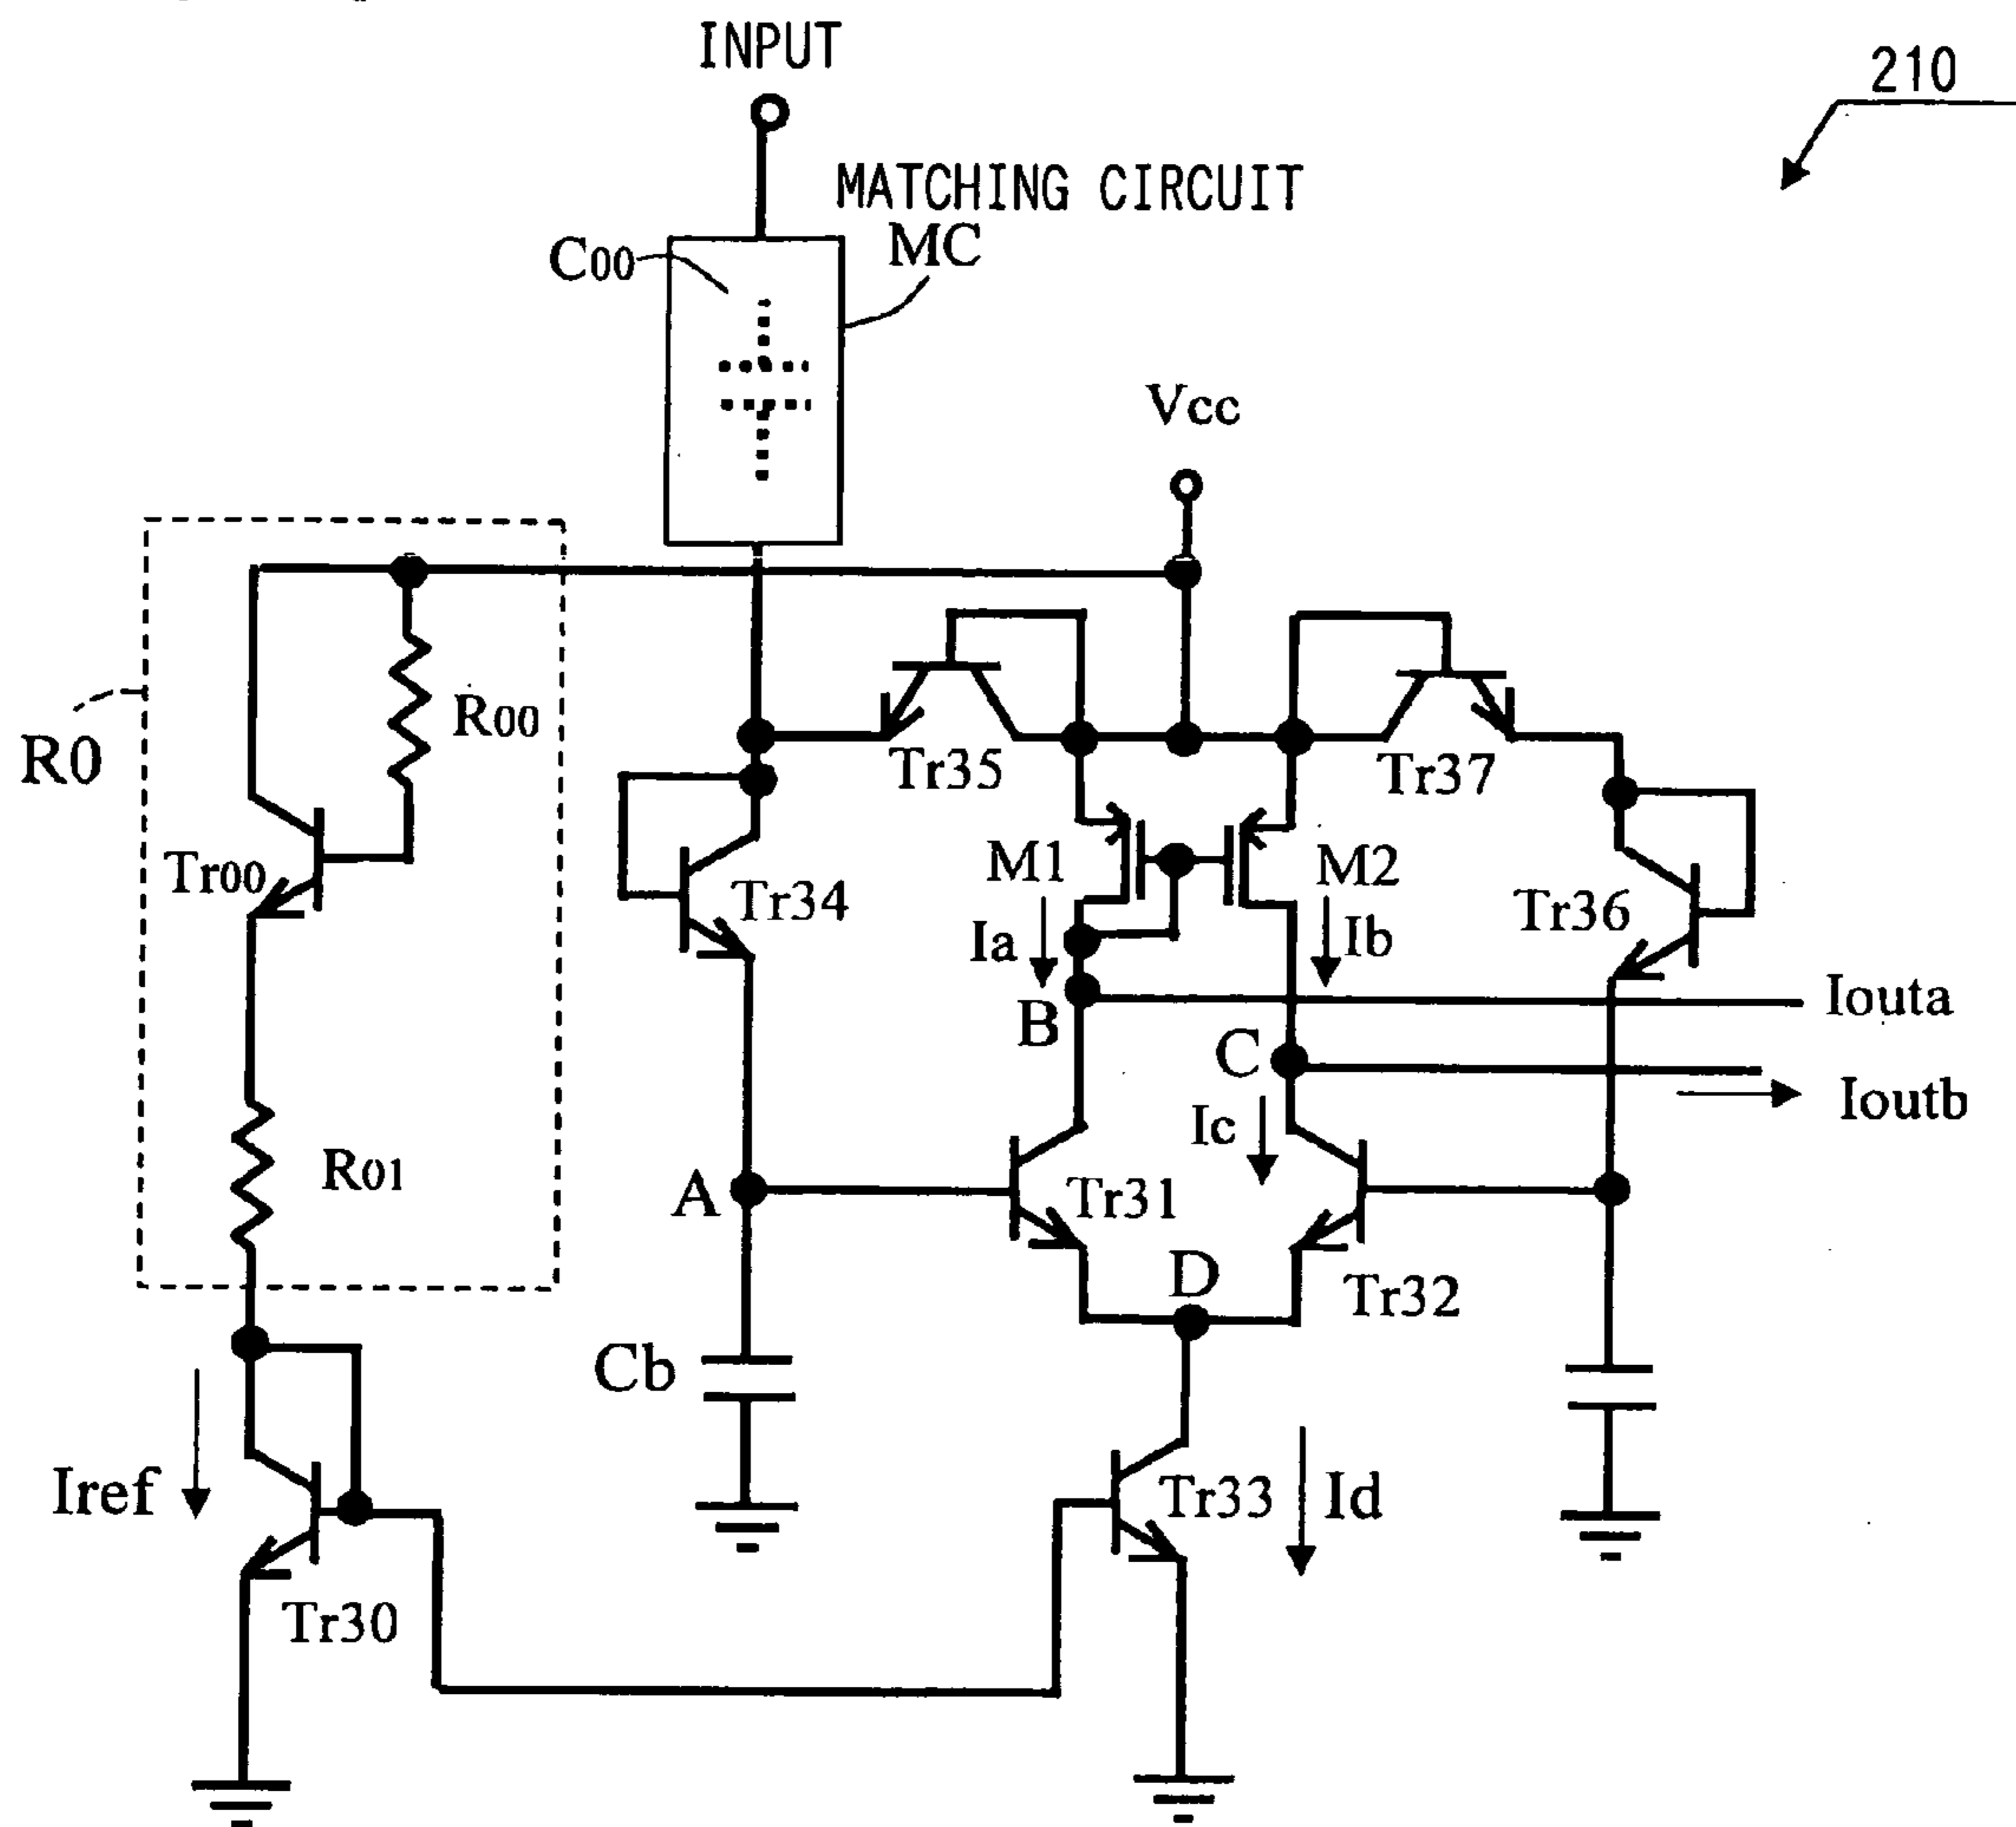 INPUT
210
MATCHING CIRCUIT
C00
MC
Vcc
R0
R00
Tr35
Tr37
Tr00
Tr34
M1
M2
Tr36
Ia
Ib
Iouta
B
C
Ioutb
Ic
R01
A
Tr31
D
Tr32
Cb
Iref
Tr33
Id
Tr30